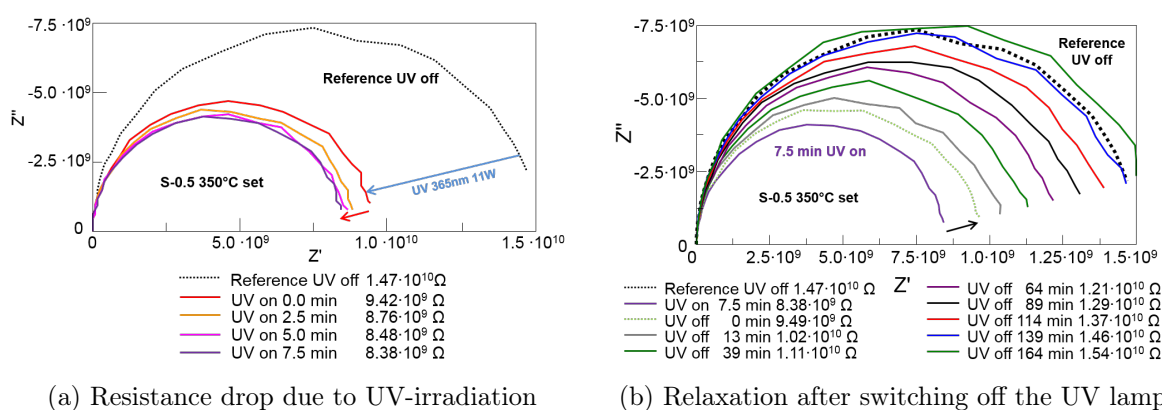 -7.5 ·10⁹
-5.0 ·10⁹
-2.5 ·10⁹
0
Z"
Reference UV off
S-0.5 350°C set
UV 365nm 11W
0
5.0 ·10⁹
1.0 ·10¹⁰
1.5 ·10¹⁰
Z'
Reference UV off 1.47·10¹⁰Ω
UV on 0.0 min 9.42·10⁹ Ω
UV on 2.5 min 8.76·10⁹ Ω
UV on 5.0 min 8.48·10⁹ Ω
UV on 7.5 min 8.38·10⁹ Ω
(a) Resistance drop due to UV-irradiation
-7.5 ·10⁹
-5.0 ·10⁹
-2.5·10⁹
0
Z"
Reference
UV off
7.5 min UV on
S-0.5 350°C set
0
2.5·10⁹
5.0·10⁹
7.5·10⁹
1.0·10⁹
1.25·10⁹
1.5·10⁹
Z'
Reference UV off 1.47·10¹⁰ Ω
UV on 7.5 min 8.38·10⁹ Ω
UV off 0 min 9.49·10⁹ Ω
UV off 13 min 1.02·10¹⁰ Ω
UV off 39 min 1.11·10¹⁰ Ω
UV off 64 min 1.21·10¹⁰ Ω
UV off 89 min 1.29·10¹⁰ Ω
UV off 114 min 1.37·10¹⁰ Ω
UV off 139 min 1.46·10¹⁰ Ω
UV off 164 min 1.54·10¹⁰ Ω
(b) Relaxation after switching off the UV lamp